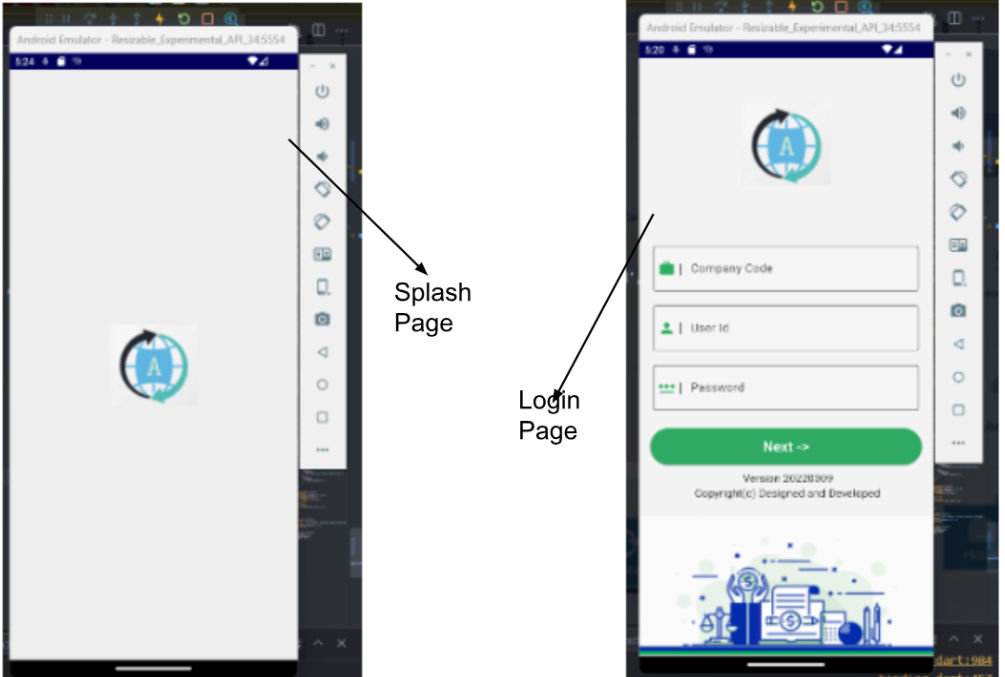 Android Emulator - Resizable_Experimental_API_34:5554
5:24
A
Splash
Page
Android Emulator - Resizable_Experimental_API_34:5554
5:20
A
Company Code
User Id
Password
Next ->
Version 20220909
Copyright(c) Designed and Developed
Login
Page
dart:984